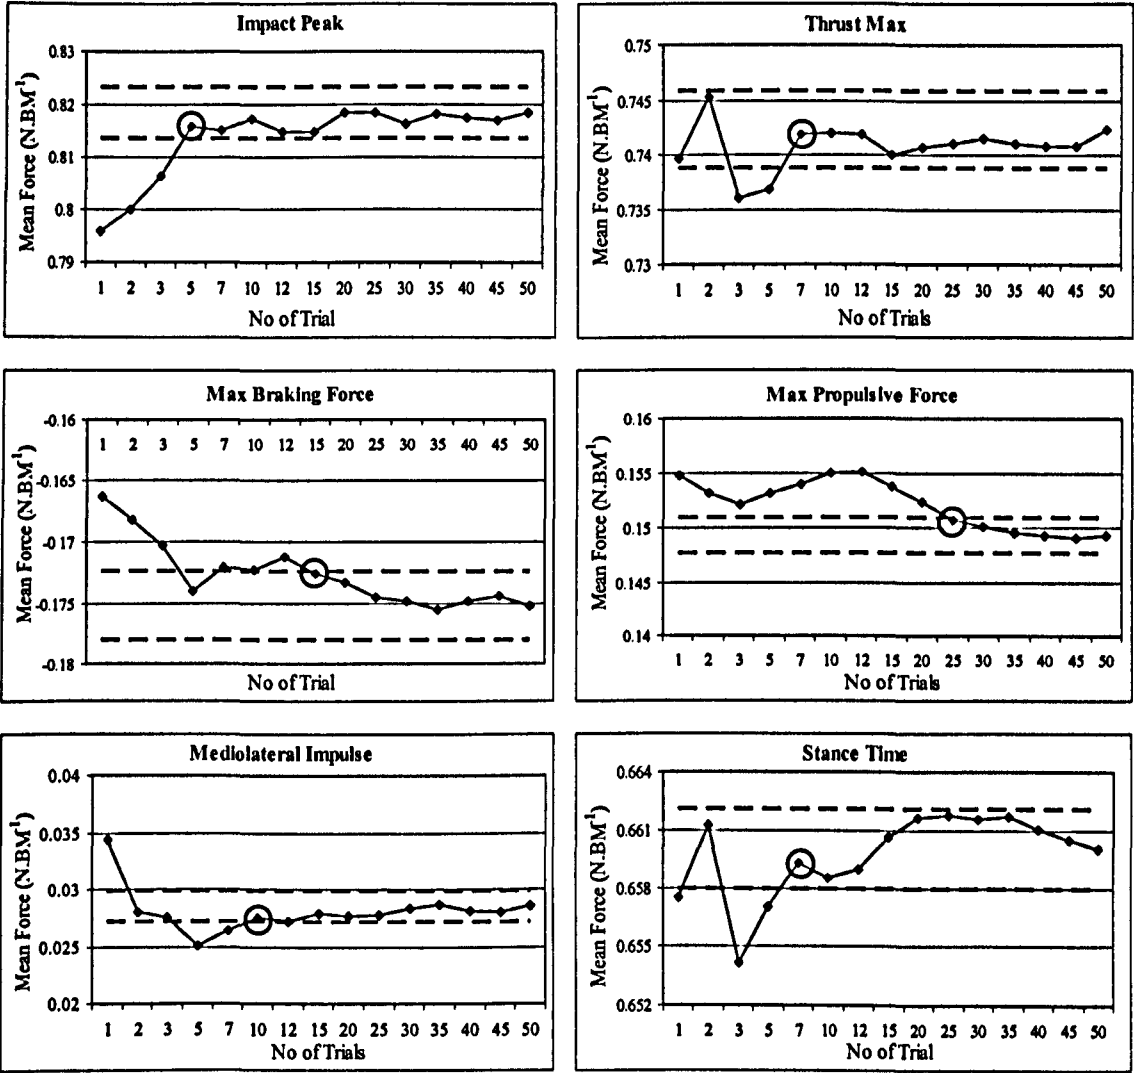 Impact Peak
Mean Force (N.BM⁻¹)
0.83
0.82
0.81
0.8
0.79
1 2 3 5 7 10 12 15 20 25 30 35 40 45 50
No of Trial
Thrust Max
Mean Force (N.BM⁻¹)
0.75
0.745
0.74
0.735
0.73
1 2 3 5 7 10 12 15 20 25 30 35 40 45 50
No of Trials
Max Braking Force
Mean Force (N.BM⁻¹)
-0.16
1 2 3 5 7 10 12 15 20 25 30 35 40 45 50
-0.165
-0.17
-0.175
-0.18
No of Trial
Max Propulsive Force
Mean Force (N.BM⁻¹)
0.16
0.155
0.15
0.145
0.14
1 2 3 5 7 10 12 15 20 25 30 35 40 45 50
No of Trials
Mediolateral Impulse
Mean Force (N.BM⁻¹)
0.04
0.035
0.03
0.025
0.02
1 2 3 5 7 10 12 15 20 25 30 35 40 45 50
No of Trials
Stance Time
Mean Force (N.BM⁻¹)
0.664
0.661
0.658
0.655
0.652
1 2 3 5 7 10 12 15 20 25 30 35 40 45 50
No of Trial